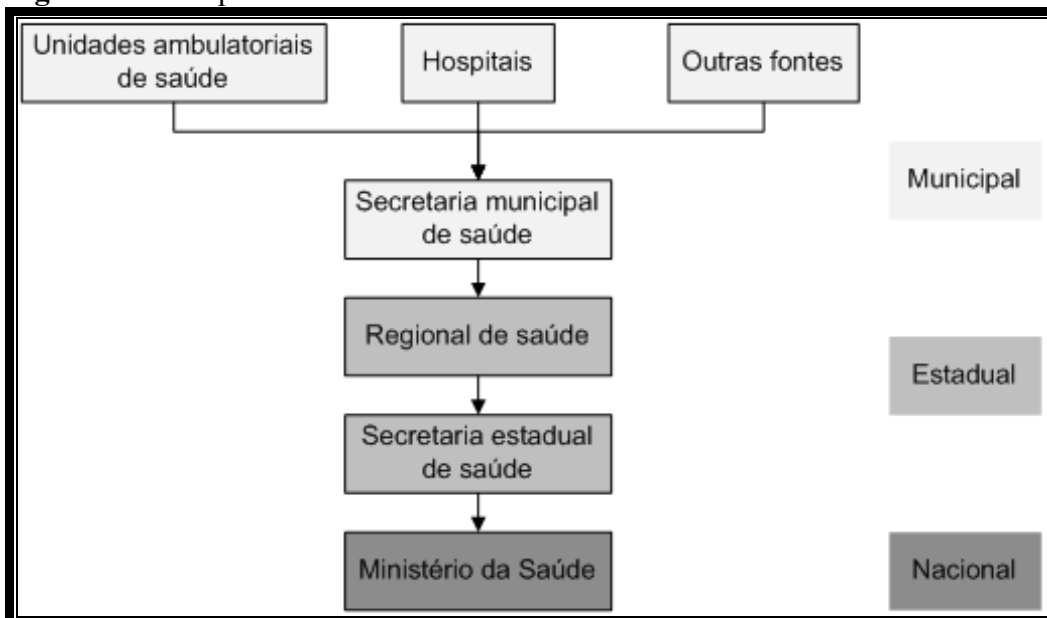 Unidades ambulatoriais
de saúde
Hospitais
Outras fontes
Municipal
Secretaria municipal
de saúde
Regional de saúde
Estadual
Secretaria estadual
de saúde
Ministério da Saúde
Nacional